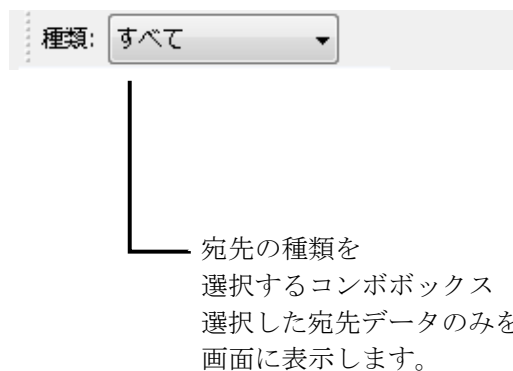 種類: すべて
宛先の種類を
選択するコンボボックス
選択した宛先データのみを
画面に表示します。